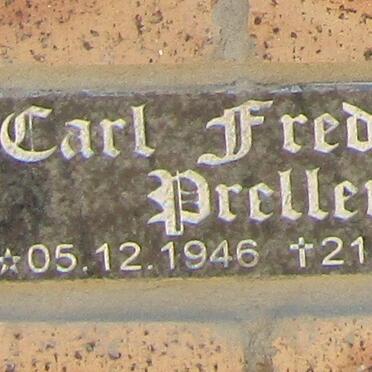 Carl Fred
Preller
☆05.12.1946 ✝21